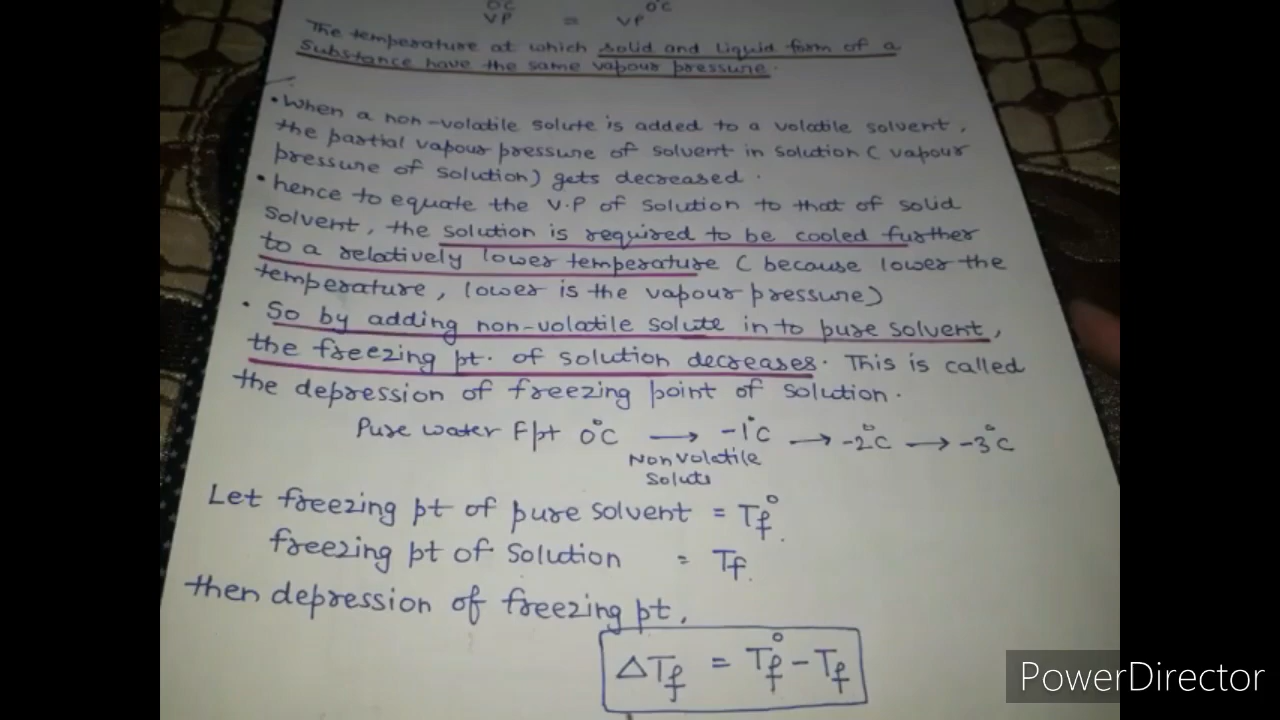 0°C 0°C
VP = VP
The temperature at which solid and liquid form of a
substance have the same vapour pressure.
• When a non-volatile solute is added to a volatile solvent,
the partial vapour pressure of solvent in solution ( vapour
pressure of solution) gets decreased.
• hence to equate the V.P of solution to that of solid
solvent, the solution is required to be cooled further
to a relatively lower temperature ( because lower the
temperature, lower is the vapour pressure)
• So by adding non-volatile solute in to pure solvent,
the freezing pt. of solution decreases. This is called
the depression of freezing point of solution.
Pure water Fpt 0°C → -1°C → -2°C → -3°C
Non volatile
Solute
Let freezing pt of pure solvent = Tf°.
freezing pt of solution = Tf.
then depression of freezing pt,
ΔTf = Tf° - Tf
PowerDirector